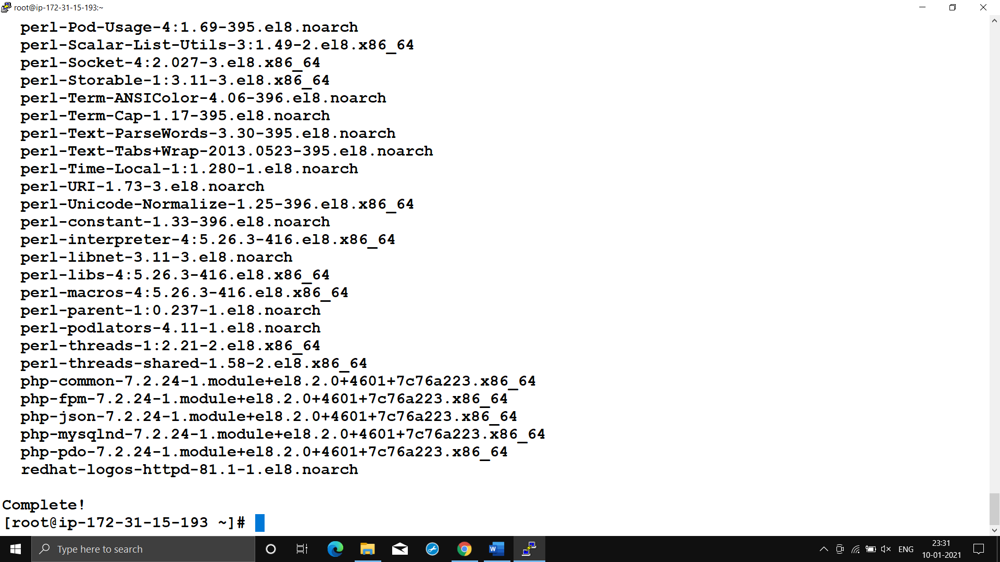 root@ip-172-31-15-193:~
perl-Pod-Usage-4:1.69-395.el8.noarch
perl-Scalar-List-Utils-3:1.49-2.el8.x86_64
perl-Socket-4:2.027-3.el8.x86_64
perl-Storable-1:3.11-3.el8.x86_64
perl-Term-ANSIColor-4.06-396.el8.noarch
perl-Term-Cap-1.17-395.el8.noarch
perl-Text-ParseWords-3.30-395.el8.noarch
perl-Text-Tabs+Wrap-2013.0523-395.el8.noarch
perl-Time-Local-1:1.280-1.el8.noarch
perl-URI-1.73-3.el8.noarch
perl-Unicode-Normalize-1.25-396.el8.x86_64
perl-constant-1.33-396.el8.noarch
perl-interpreter-4:5.26.3-416.el8.x86_64
perl-libnet-3.11-3.el8.noarch
perl-libs-4:5.26.3-416.el8.x86_64
perl-macros-4:5.26.3-416.el8.x86_64
perl-parent-1:0.237-1.el8.noarch
perl-podlators-4.11-1.el8.noarch
perl-threads-1:2.21-2.el8.x86_64
perl-threads-shared-1.58-2.el8.x86_64
php-common-7.2.24-1.module+el8.2.0+4601+7c76a223.x86_64
php-fpm-7.2.24-1.module+el8.2.0+4601+7c76a223.x86_64
php-json-7.2.24-1.module+el8.2.0+4601+7c76a223.x86_64
php-mysqlnd-7.2.24-1.module+el8.2.0+4601+7c76a223.x86_64
php-pdo-7.2.24-1.module+el8.2.0+4601+7c76a223.x86_64
redhat-logos-httpd-81.1-1.el8.noarch
Complete!
[root@ip-172-31-15-193 ~]#
Type here to search
W
ENG
23:31
10-01-2021